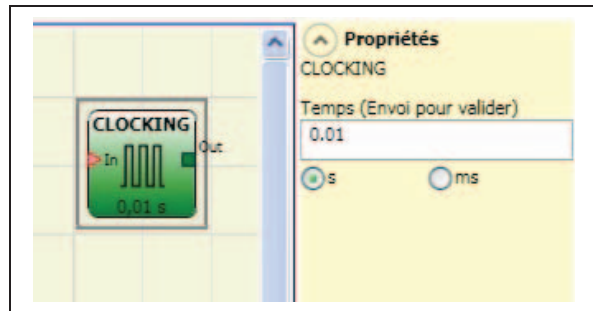 CLOCKING
In
Out
0,01 s
Propriétés
CLOCKING
Temps (Envoi pour valider)
0.01
s ms